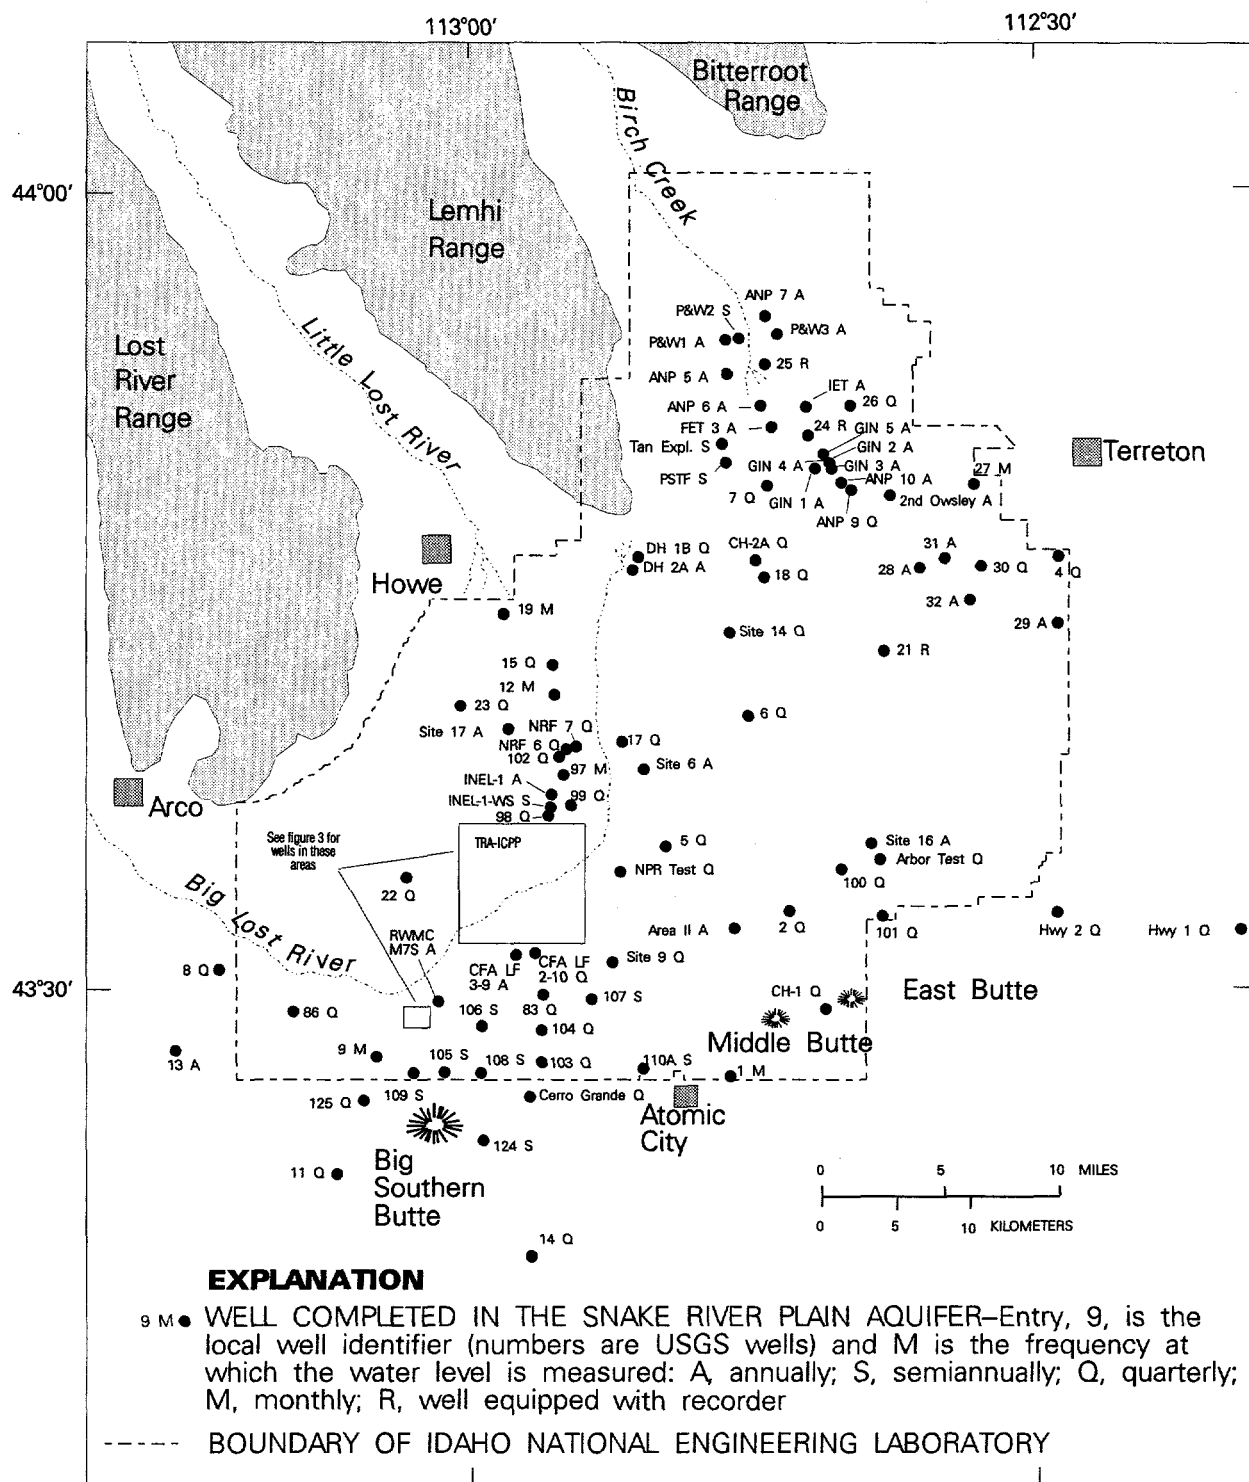 113°00′
112°30′
44°00′
43°30′
Bitterroot
Range
Birch Creek
Lemhi
Range
Lost
River
Range
Little Lost River
ANP 7 A
P&W2 S
P&W3 A
P&W1 A
25 R
ANP 5 A
IET A
26 Q
ANP 6 A
FET 3 A
24 R
GIN 5 A
Tan Expl. S
GIN 2 A
GIN 4 A
GIN 3 A
PSTF S
ANP 10 A
27 M
7 Q
GIN 1 A
2nd Owsley A
ANP 9 Q
Terreton
Howe
DH 1B Q
DH 2A A
CH-2A Q
18 Q
31 A
28 A
30 Q
4 Q
32 A
29 A
19 M
Site 14 Q
21 R
15 Q
12 M
23 Q
6 Q
Site 17 A
NRF 7 Q
NRF 6 Q
102 Q
17 Q
97 M
Site 6 A
INEL-1 A
INEL-1-WS S
99 Q
98 Q
Arco
See figure 3 for
wells in these
areas
TRA-ICPP
5 Q
Site 16 A
Arbor Test Q
NPR Test Q
100 Q
22 Q
Big Lost River
RWMC
M7S A
Area II A
2 Q
101 Q
Hwy 2 Q
Hwy 1 Q
8 Q
CFA LF
3-9 A
CFA LF
2-10 Q
Site 9 Q
86 Q
83 Q
107 S
CH-1 Q
East Butte
106 S
104 Q
Middle Butte
13 A
9 M
105 S
108 S
103 Q
110A S
1 M
109 S
125 Q
Cerro Grande Q
Atomic
City
124 S
11 Q
Big
Southern
Butte
0 5 10 MILES
0 5 10 KILOMETERS
14 Q
EXPLANATION
9 M WELL COMPLETED IN THE SNAKE RIVER PLAIN AQUIFER–Entry, 9, is the
local well identifier (numbers are USGS wells) and M is the frequency at
which the water level is measured: A, annually; S, semiannually; Q, quarterly;
M, monthly; R, well equipped with recorder
BOUNDARY OF IDAHO NATIONAL ENGINEERING LABORATORY